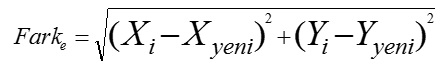 Fark_e = √((X_i − X_yeni)² + (Y_i − Y_yeni)²)